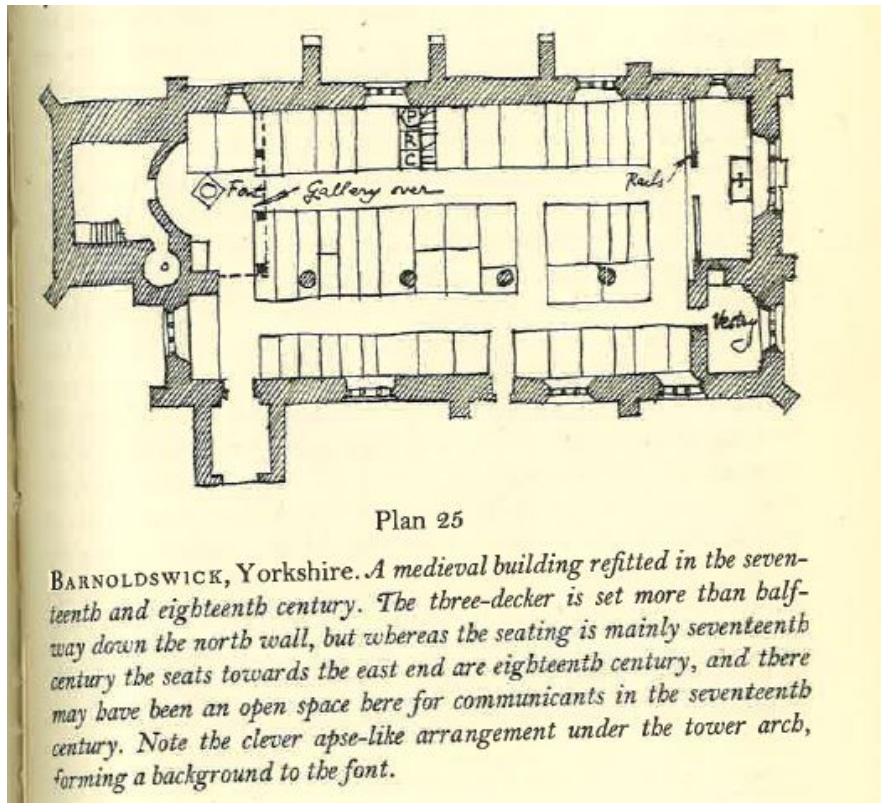 P
R
C
Font
Gallery over
Rails
Vestry
Plan 25
BARNOLDSWICK, Yorkshire. A medieval building refitted in the seven-
teenth and eighteenth century. The three-decker is set more than half-
way down the north wall, but whereas the seating is mainly seventeenth
century the seats towards the east end are eighteenth century, and there
may have been an open space here for communicants in the seventeenth
century. Note the clever apse-like arrangement under the tower arch,
forming a background to the font.